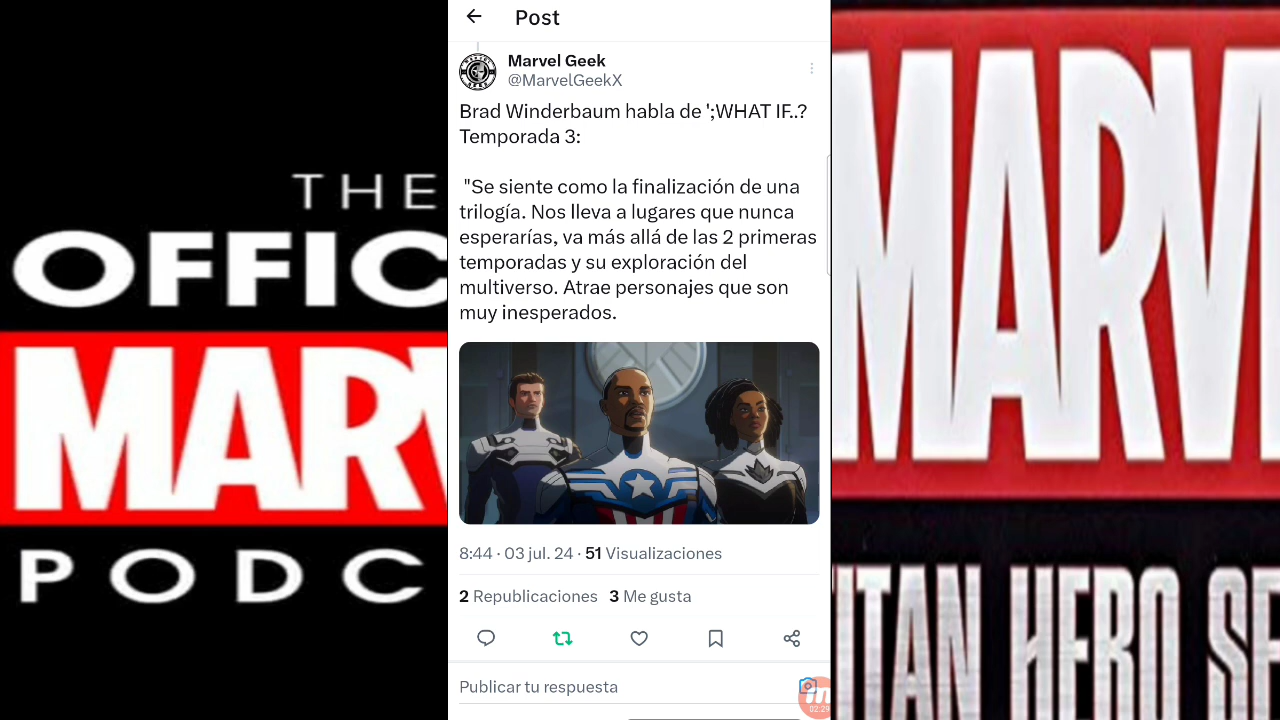 THE
OFFIC
MARV
PODC
Post
Marvel Geek
@MarvelGeekX
Brad Winderbaum habla de ';WHAT IF..?
Temporada 3:
"Se siente como la finalización de una
trilogía. Nos lleva a lugares que nunca
esperarías, va más allá de las 2 primeras
temporadas y su exploración del
multiverso. Atrae personajes que son
muy inesperados.
8:44 · 03 jul. 24 · 51 Visualizaciones
2 Republicaciones 3 Me gusta
Publicar tu respuesta
MARV
ITAN HERO SE